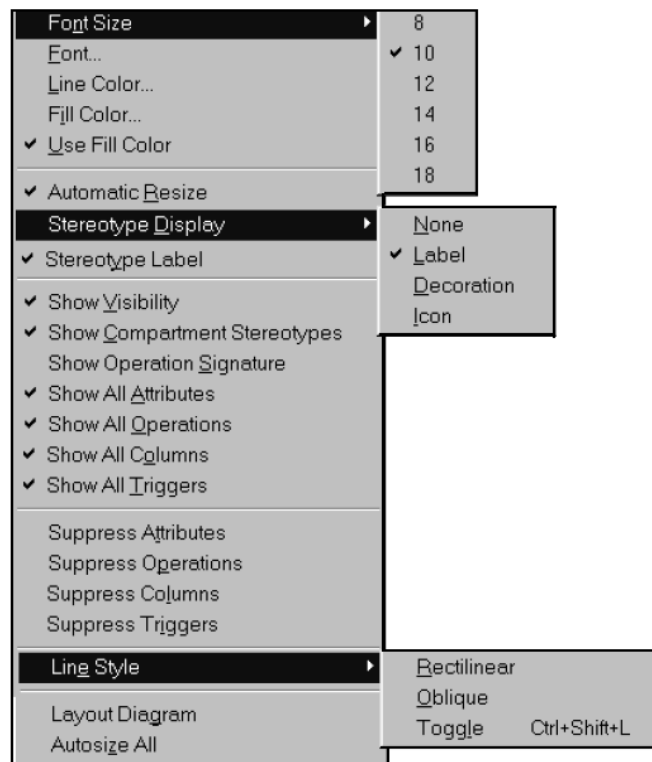 Font Size
Font...
Line Color...
Fill Color...
Use Fill Color
Automatic Resize
Stereotype Display
Stereotype Label
Show Visibility
Show Compartment Stereotypes
Show Operation Signature
Show All Attributes
Show All Operations
Show All Columns
Show All Triggers
Suppress Attributes
Suppress Operations
Suppress Columns
Suppress Triggers
Line Style
Layout Diagram
Autosize All
8
10
12
14
16
18
None
Label
Decoration
Icon
Rectilinear
Oblique
Toggle Ctrl+Shift+L